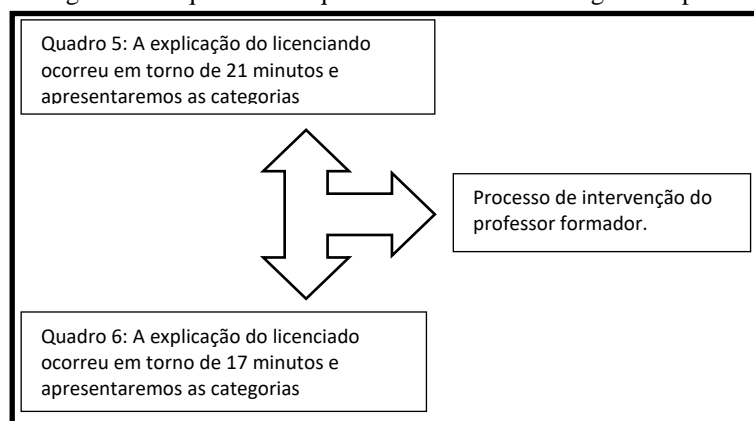 Quadro 5: A explicação do licenciando
ocorreu em torno de 21 minutos e
apresentaremos as categorias
Processo de intervenção do
professor formador.
Quadro 6: A explicação do licenciado
ocorreu em torno de 17 minutos e
apresentaremos as categorias